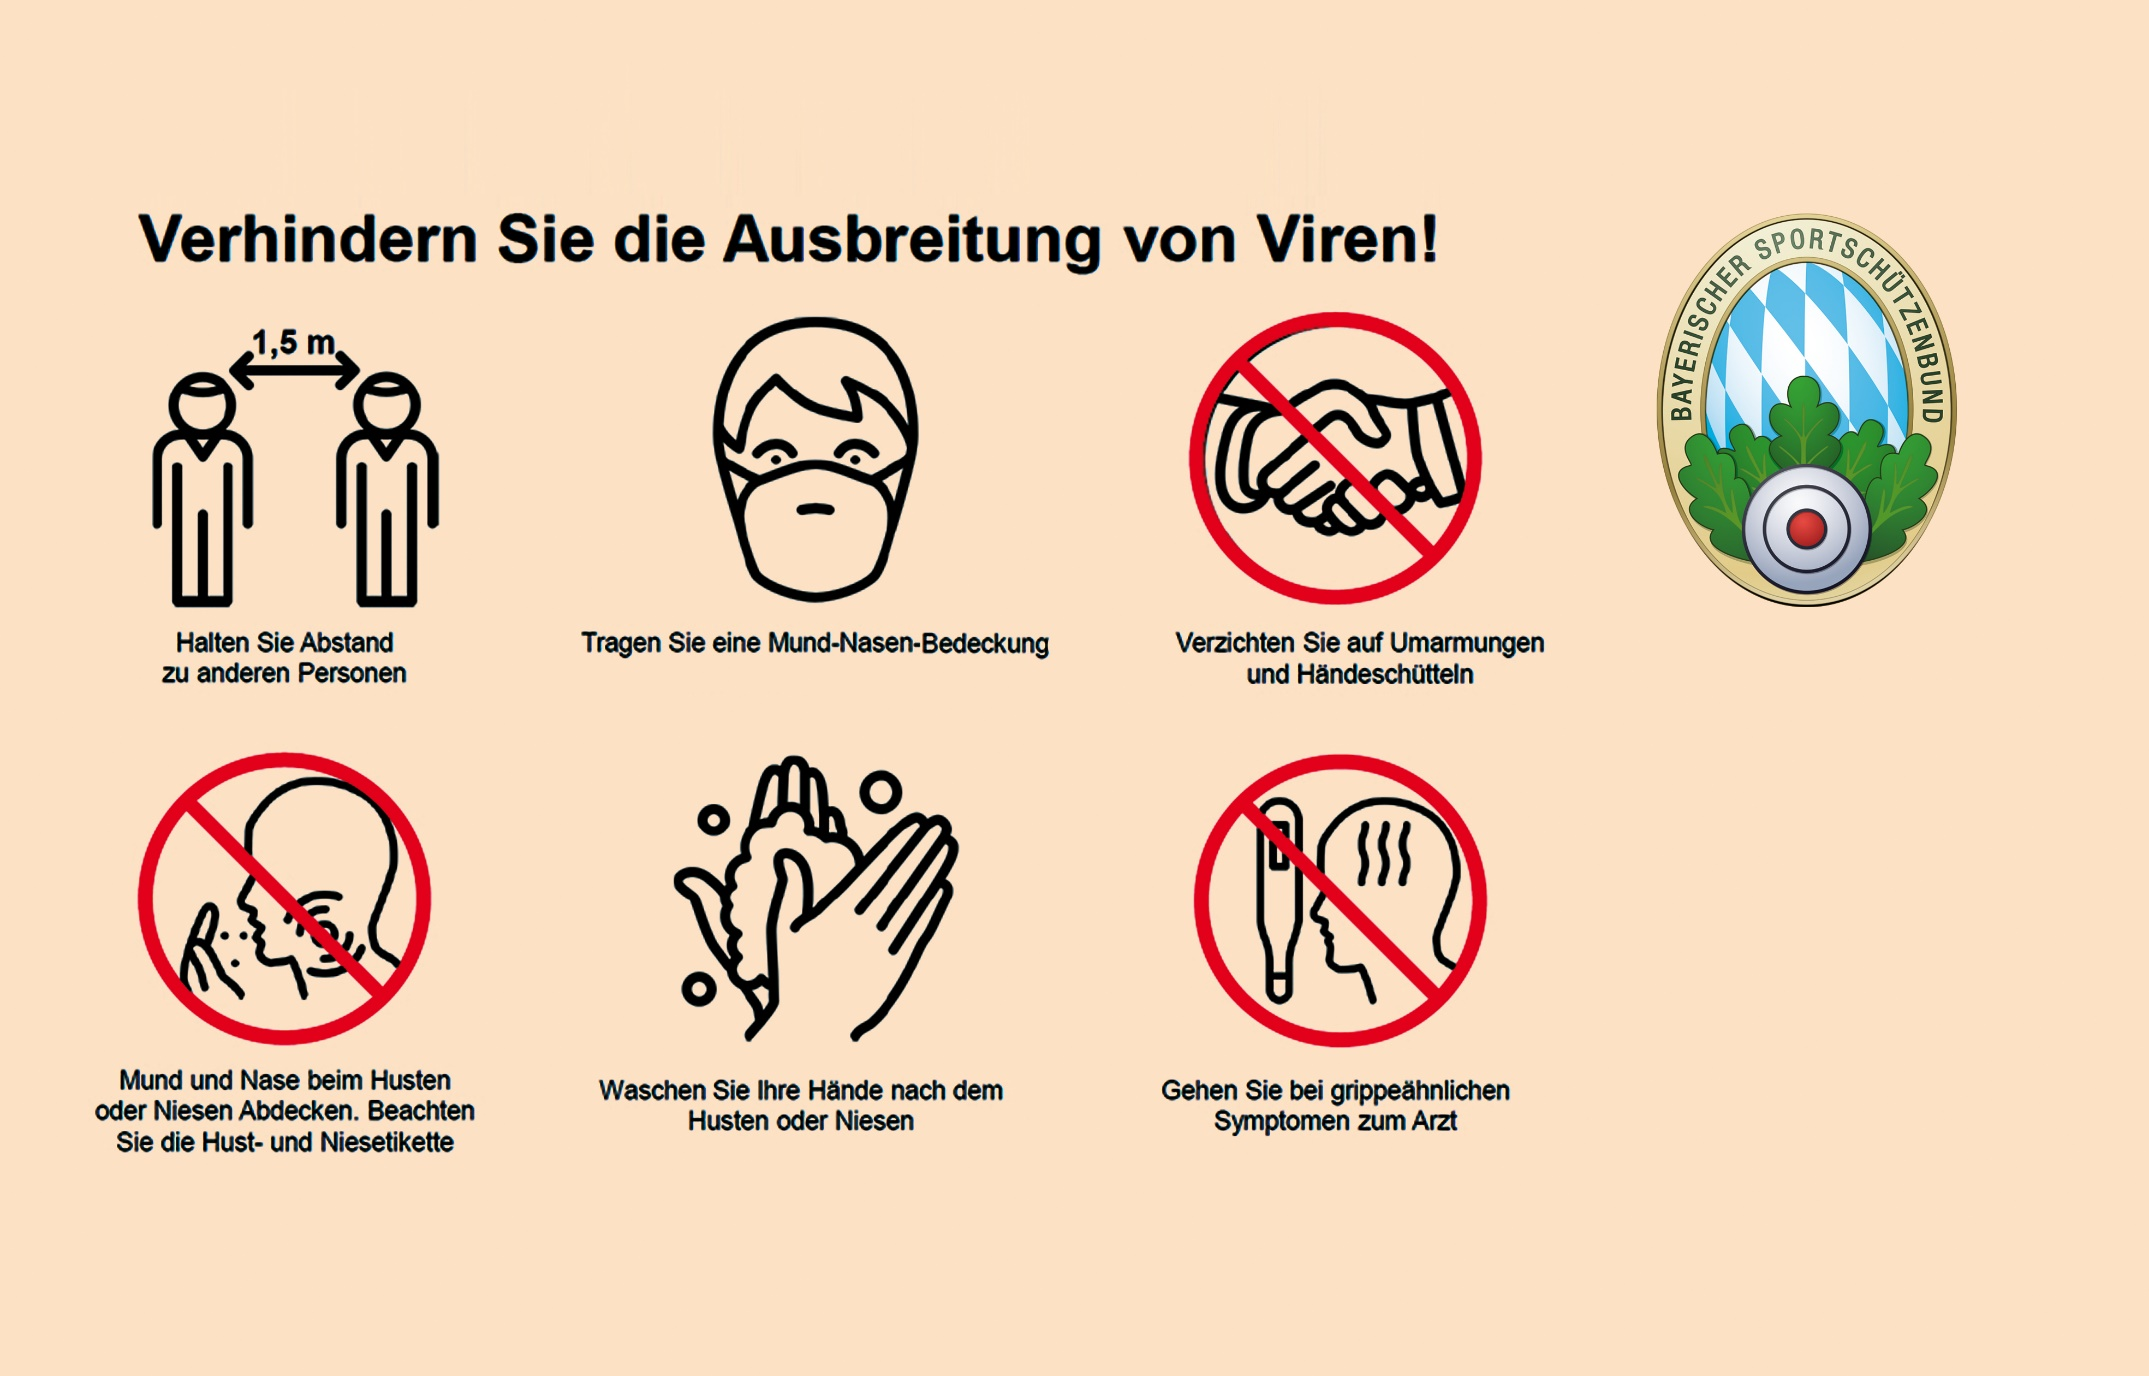 Verhindern Sie die Ausbreitung von Viren!
BAYERISCHER SPORTSCHÜTZENBUND
1,5 m
Halten Sie Abstand
zu anderen Personen
Tragen Sie eine Mund-Nasen-Bedeckung
Verzichten Sie auf Umarmungen
und Händeschütteln
Mund und Nase beim Husten
oder Niesen Abdecken. Beachten
Sie die Hust- und Niesetikette
Waschen Sie Ihre Hände nach dem
Husten oder Niesen
Gehen Sie bei grippeähnlichen
Symptomen zum Arzt